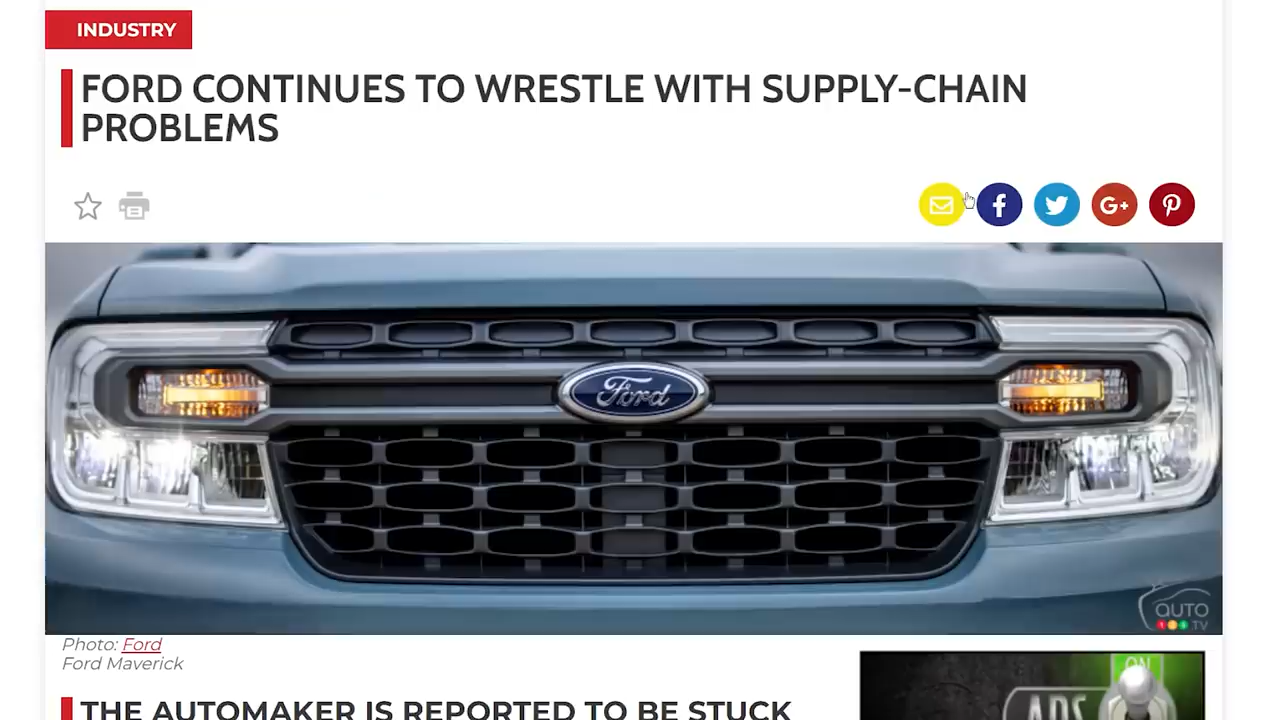 INDUSTRY
FORD CONTINUES TO WRESTLE WITH SUPPLY-CHAIN
PROBLEMS
f
G+
Ford
AUTO
123.TV
Photo: Ford
Ford Maverick
ON
THE AUTOMAKER IS REPORTED TO BE STUCK